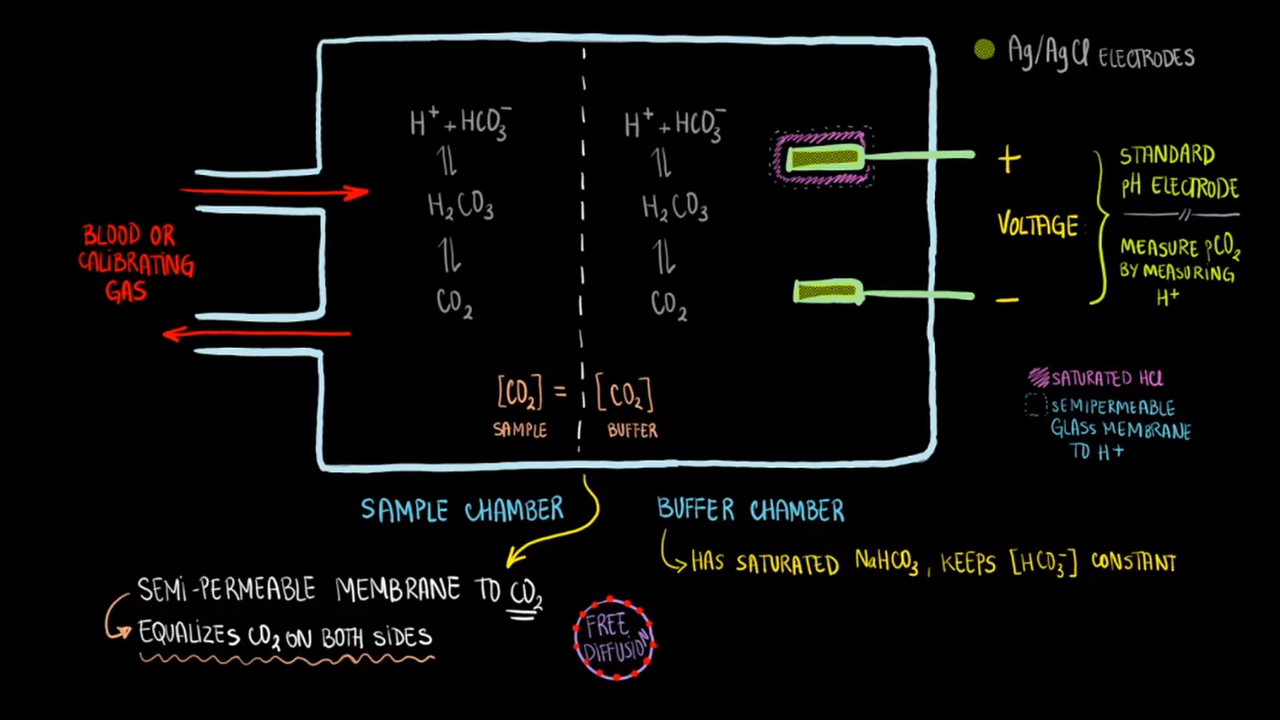 Ag/AgCl ELECTRODES
H⁺ + HCO₃⁻
⇌
H₂CO₃
⇌
CO₂
H⁺ + HCO₃⁻
⇌
H₂CO₃
⇌
CO₂
BLOOD OR
CALIBRATING
GAS
+
VOLTAGE
−
STANDARD
pH ELECTRODE
MEASURE pCO₂
BY MEASURING
H+
SATURATED HCl
SEMIPERMEABLE
GLASS MEMBRANE
TO H+
[CO₂] = [CO₂]
SAMPLE BUFFER
SAMPLE CHAMBER
BUFFER CHAMBER
HAS SATURATED NaHCO₃, KEEPS [HCO₃⁻] CONSTANT
SEMI-PERMEABLE MEMBRANE TO CO₂
EQUALIZES CO₂ ON BOTH SIDES
FREE
DIFFUSION